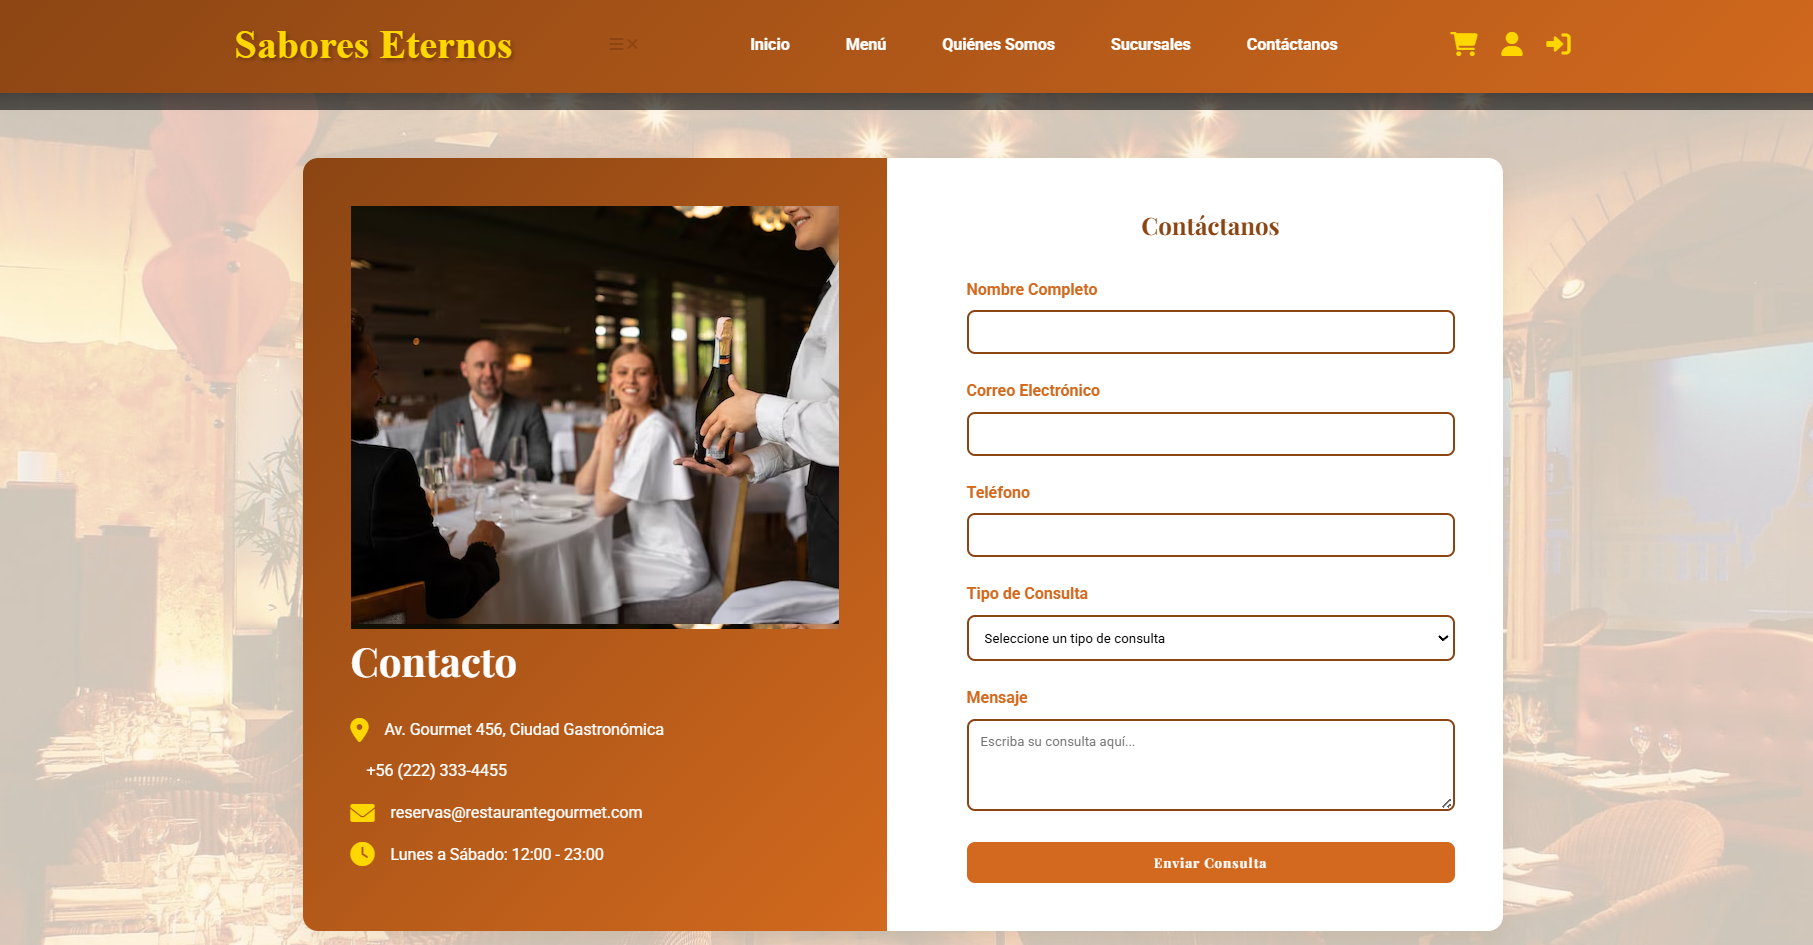 Sabores Eternos
Inicio
Menú
Quiénes Somos
Sucursales
Contáctanos
Contacto
Av. Gourmet 456, Ciudad Gastronómica
+56 (222) 333-4455
reservas@restaurantegourmet.com
Lunes a Sábado: 12:00 - 23:00
Contáctanos
Nombre Completo
Correo Electrónico
Teléfono
Tipo de Consulta
Seleccione un tipo de consulta
Mensaje
Escriba su consulta aquí...
Enviar Consulta